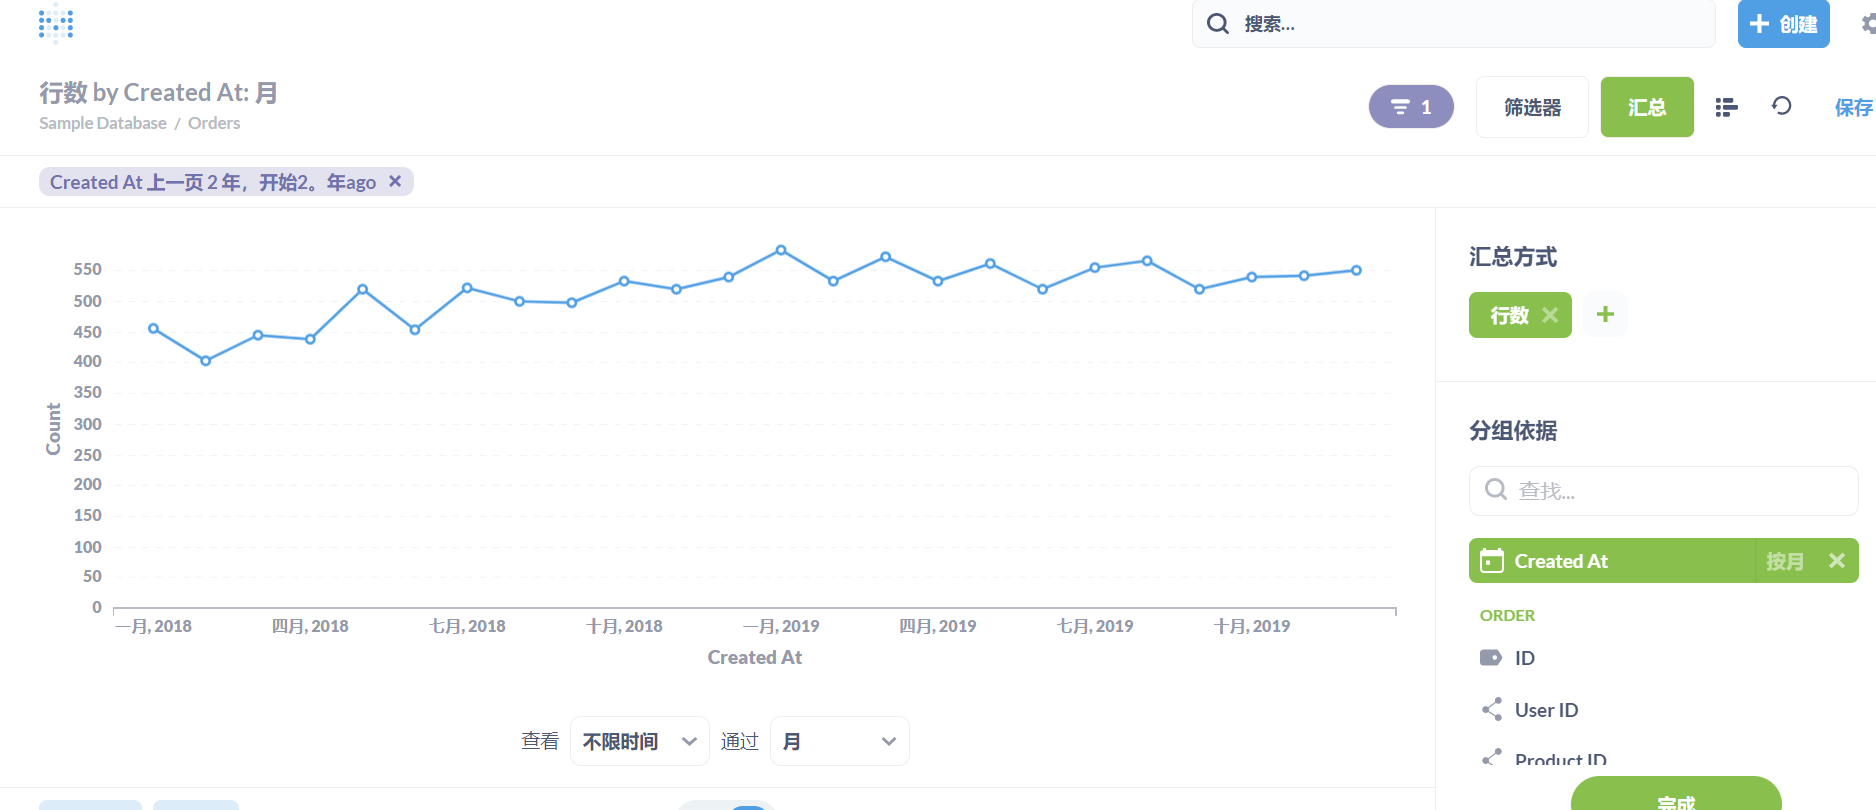 搜索...
创建
行数 by Created At: 月
Sample Database / Orders
1
筛选器
汇总
保存
Created At 上一页 2 年，开始2。年ago
550
500
450
400
350
300
250
200
150
100
50
0
Count
一月, 2018
四月, 2018
七月, 2018
十月, 2018
一月, 2019
四月, 2019
七月, 2019
十月, 2019
Created At
查看 不限时间 通过 月
汇总方式
行数
分组依据
查找...
Created At 按月
ORDER
ID
User ID
Product ID
完成